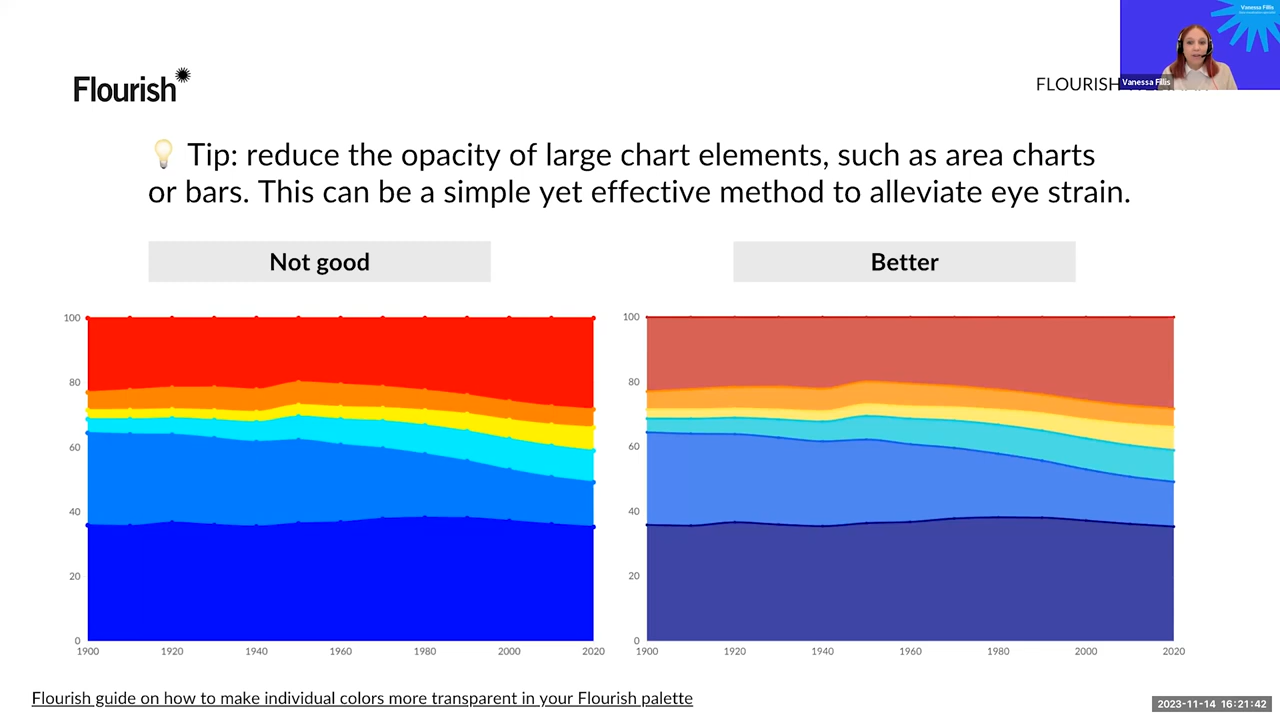 Vanessa Fillis
Flourish
FLOURISH
Vanessa Fillis
💡 Tip: reduce the opacity of large chart elements, such as area charts
or bars. This can be a simple yet effective method to alleviate eye strain.
Not good
Better
100
80
60
40
20
0
1900 1920 1940 1960 1980 2000 2020
100
80
60
40
20
0
1900 1920 1940 1960 1980 2000 2020
Flourish guide on how to make individual colors more transparent in your Flourish palette
2023-11-14 16:21:42